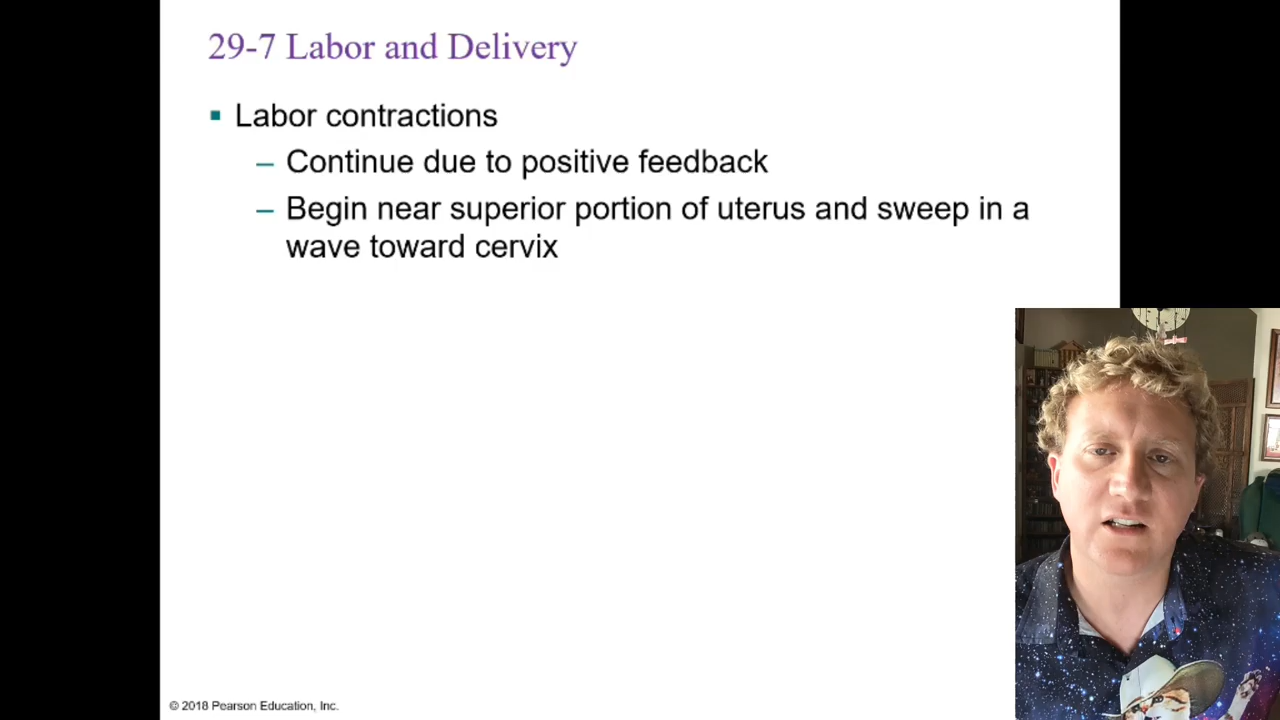 29-7 Labor and Delivery
▪ Labor contractions
– Continue due to positive feedback
– Begin near superior portion of uterus and sweep in a
wave toward cervix
© 2018 Pearson Education, Inc.